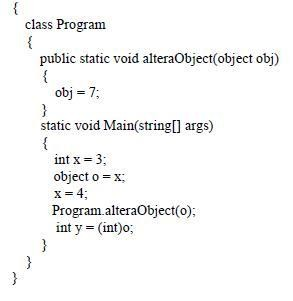 {
class Program
{
public static void alteraObject(object obj)
{
obj = 7;
}
static void Main(string[] args)
{
int x = 3;
object o = x;
x = 4;
Program.alteraObject(o);
int y = (int)o;
}
}
}